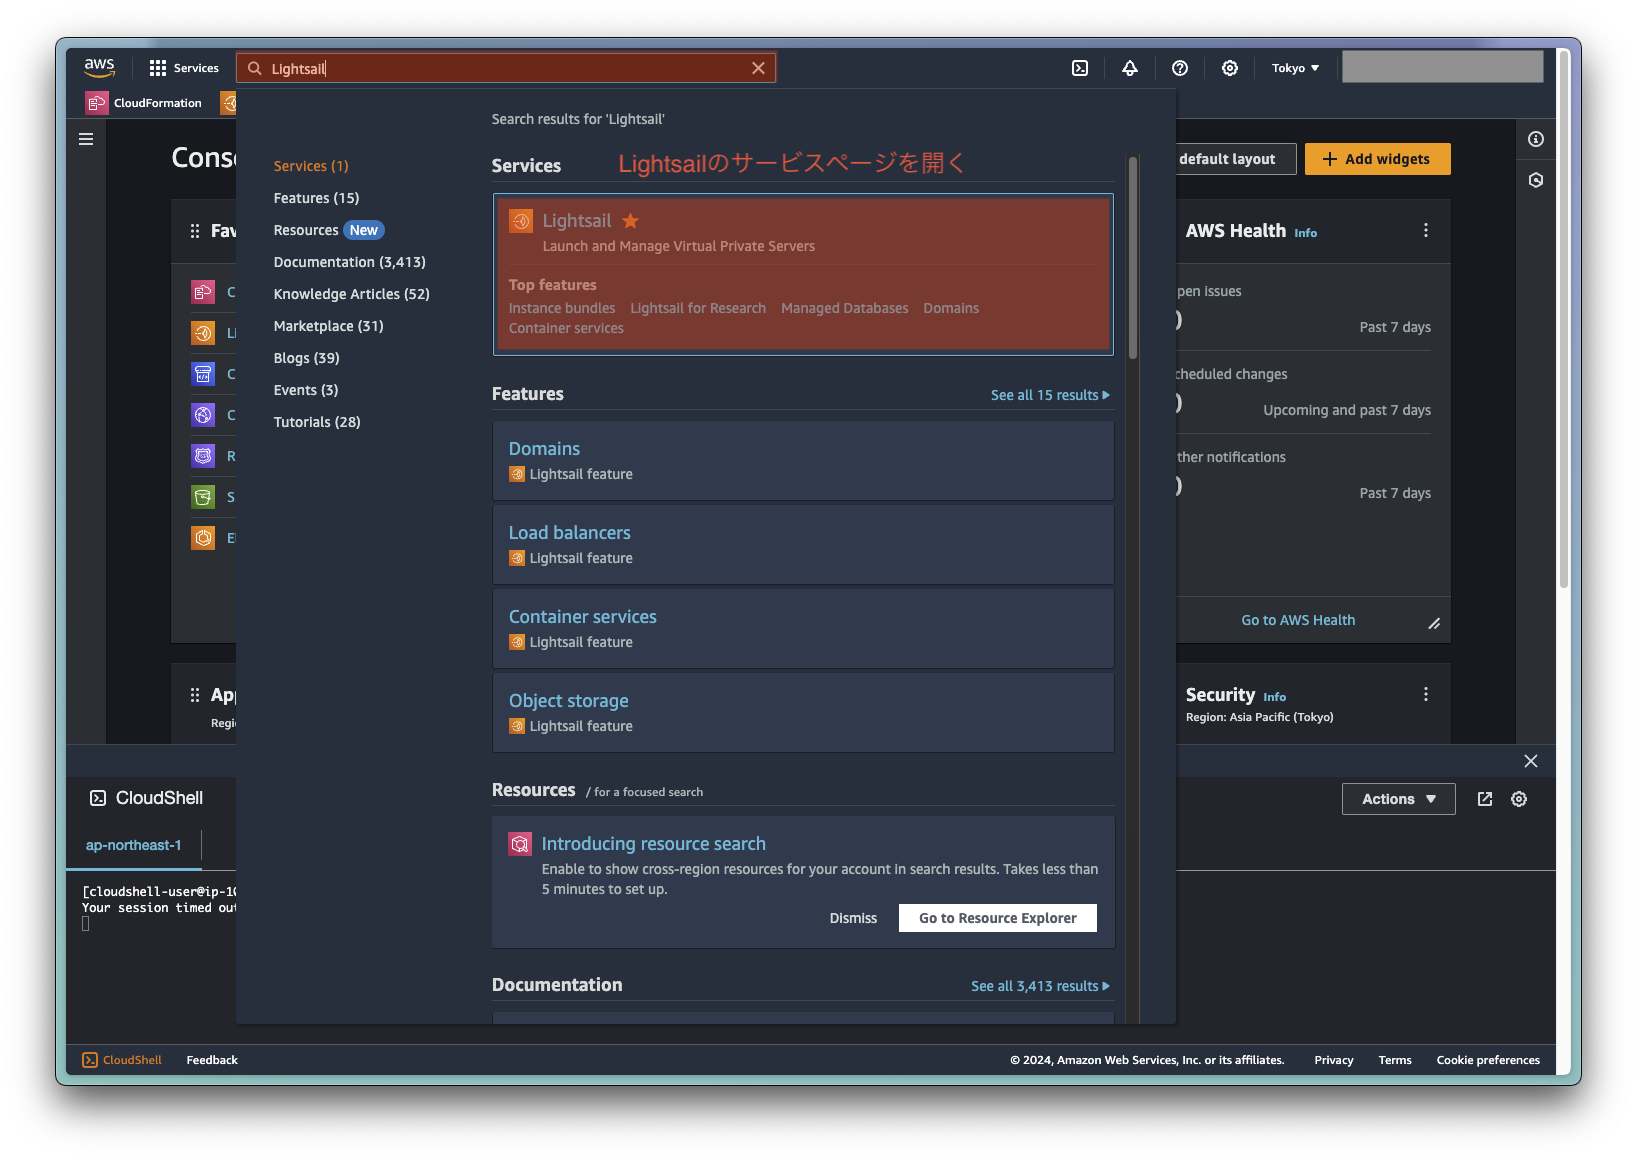 aws
Services
Lightsail
Tokyo
CloudFormation
Search results for 'Lightsail'
Services (1)
Features (15)
Resources New
Documentation (3,413)
Knowledge Articles (52)
Marketplace (31)
Blogs (39)
Events (3)
Tutorials (28)
Services
Lightsailのサービスページを開く
Lightsail
Launch and Manage Virtual Private Servers
Top features
Instance bundles Lightsail for Research Managed Databases Domains
Container services
Features
See all 15 results
Domains
Lightsail feature
Load balancers
Lightsail feature
Container services
Lightsail feature
Object storage
Lightsail feature
Resources / for a focused search
Introducing resource search
Enable to show cross-region resources for your account in search results. Takes less than
5 minutes to set up.
Dismiss
Go to Resource Explorer
Documentation
See all 3,413 results
default layout
Add widgets
AWS Health Info
pen issues
Past 7 days
cheduled changes
Upcoming and past 7 days
ther notifications
Past 7 days
Go to AWS Health
Security Info
Region: Asia Pacific (Tokyo)
Cons
Fav
C
Li
C
C
R
S
E
App
Regi
CloudShell
Actions
ap-northeast-1
[cloudshell-user@ip-10
Your session timed out
CloudShell
Feedback
© 2024, Amazon Web Services, Inc. or its affiliates.
Privacy
Terms
Cookie preferences